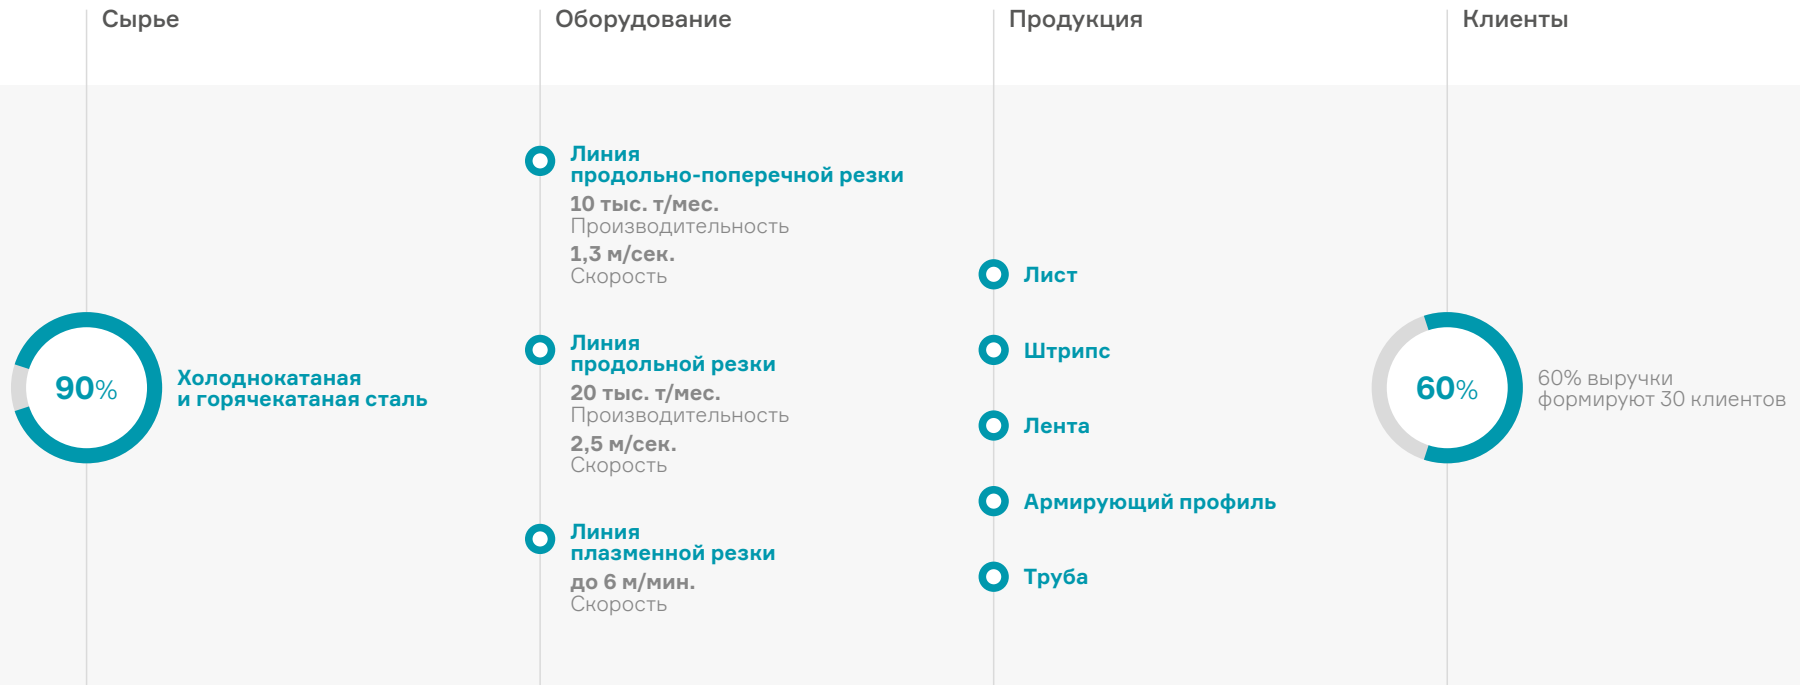 Сырье
Оборудование
Продукция
Клиенты
90%
Холоднокатаная
и горячекатаная сталь
Линия
продольно-поперечной резки
10 тыс. т/мес.
Производительность
1,3 м/сек.
Скорость
Линия
продольной резки
20 тыс. т/мес.
Производительность
2,5 м/сек.
Скорость
Линия
плазменной резки
до 6 м/мин.
Скорость
Лист
Штрипс
Лента
Армирующий профиль
Труба
60%
60% выручки
формируют 30 клиентов